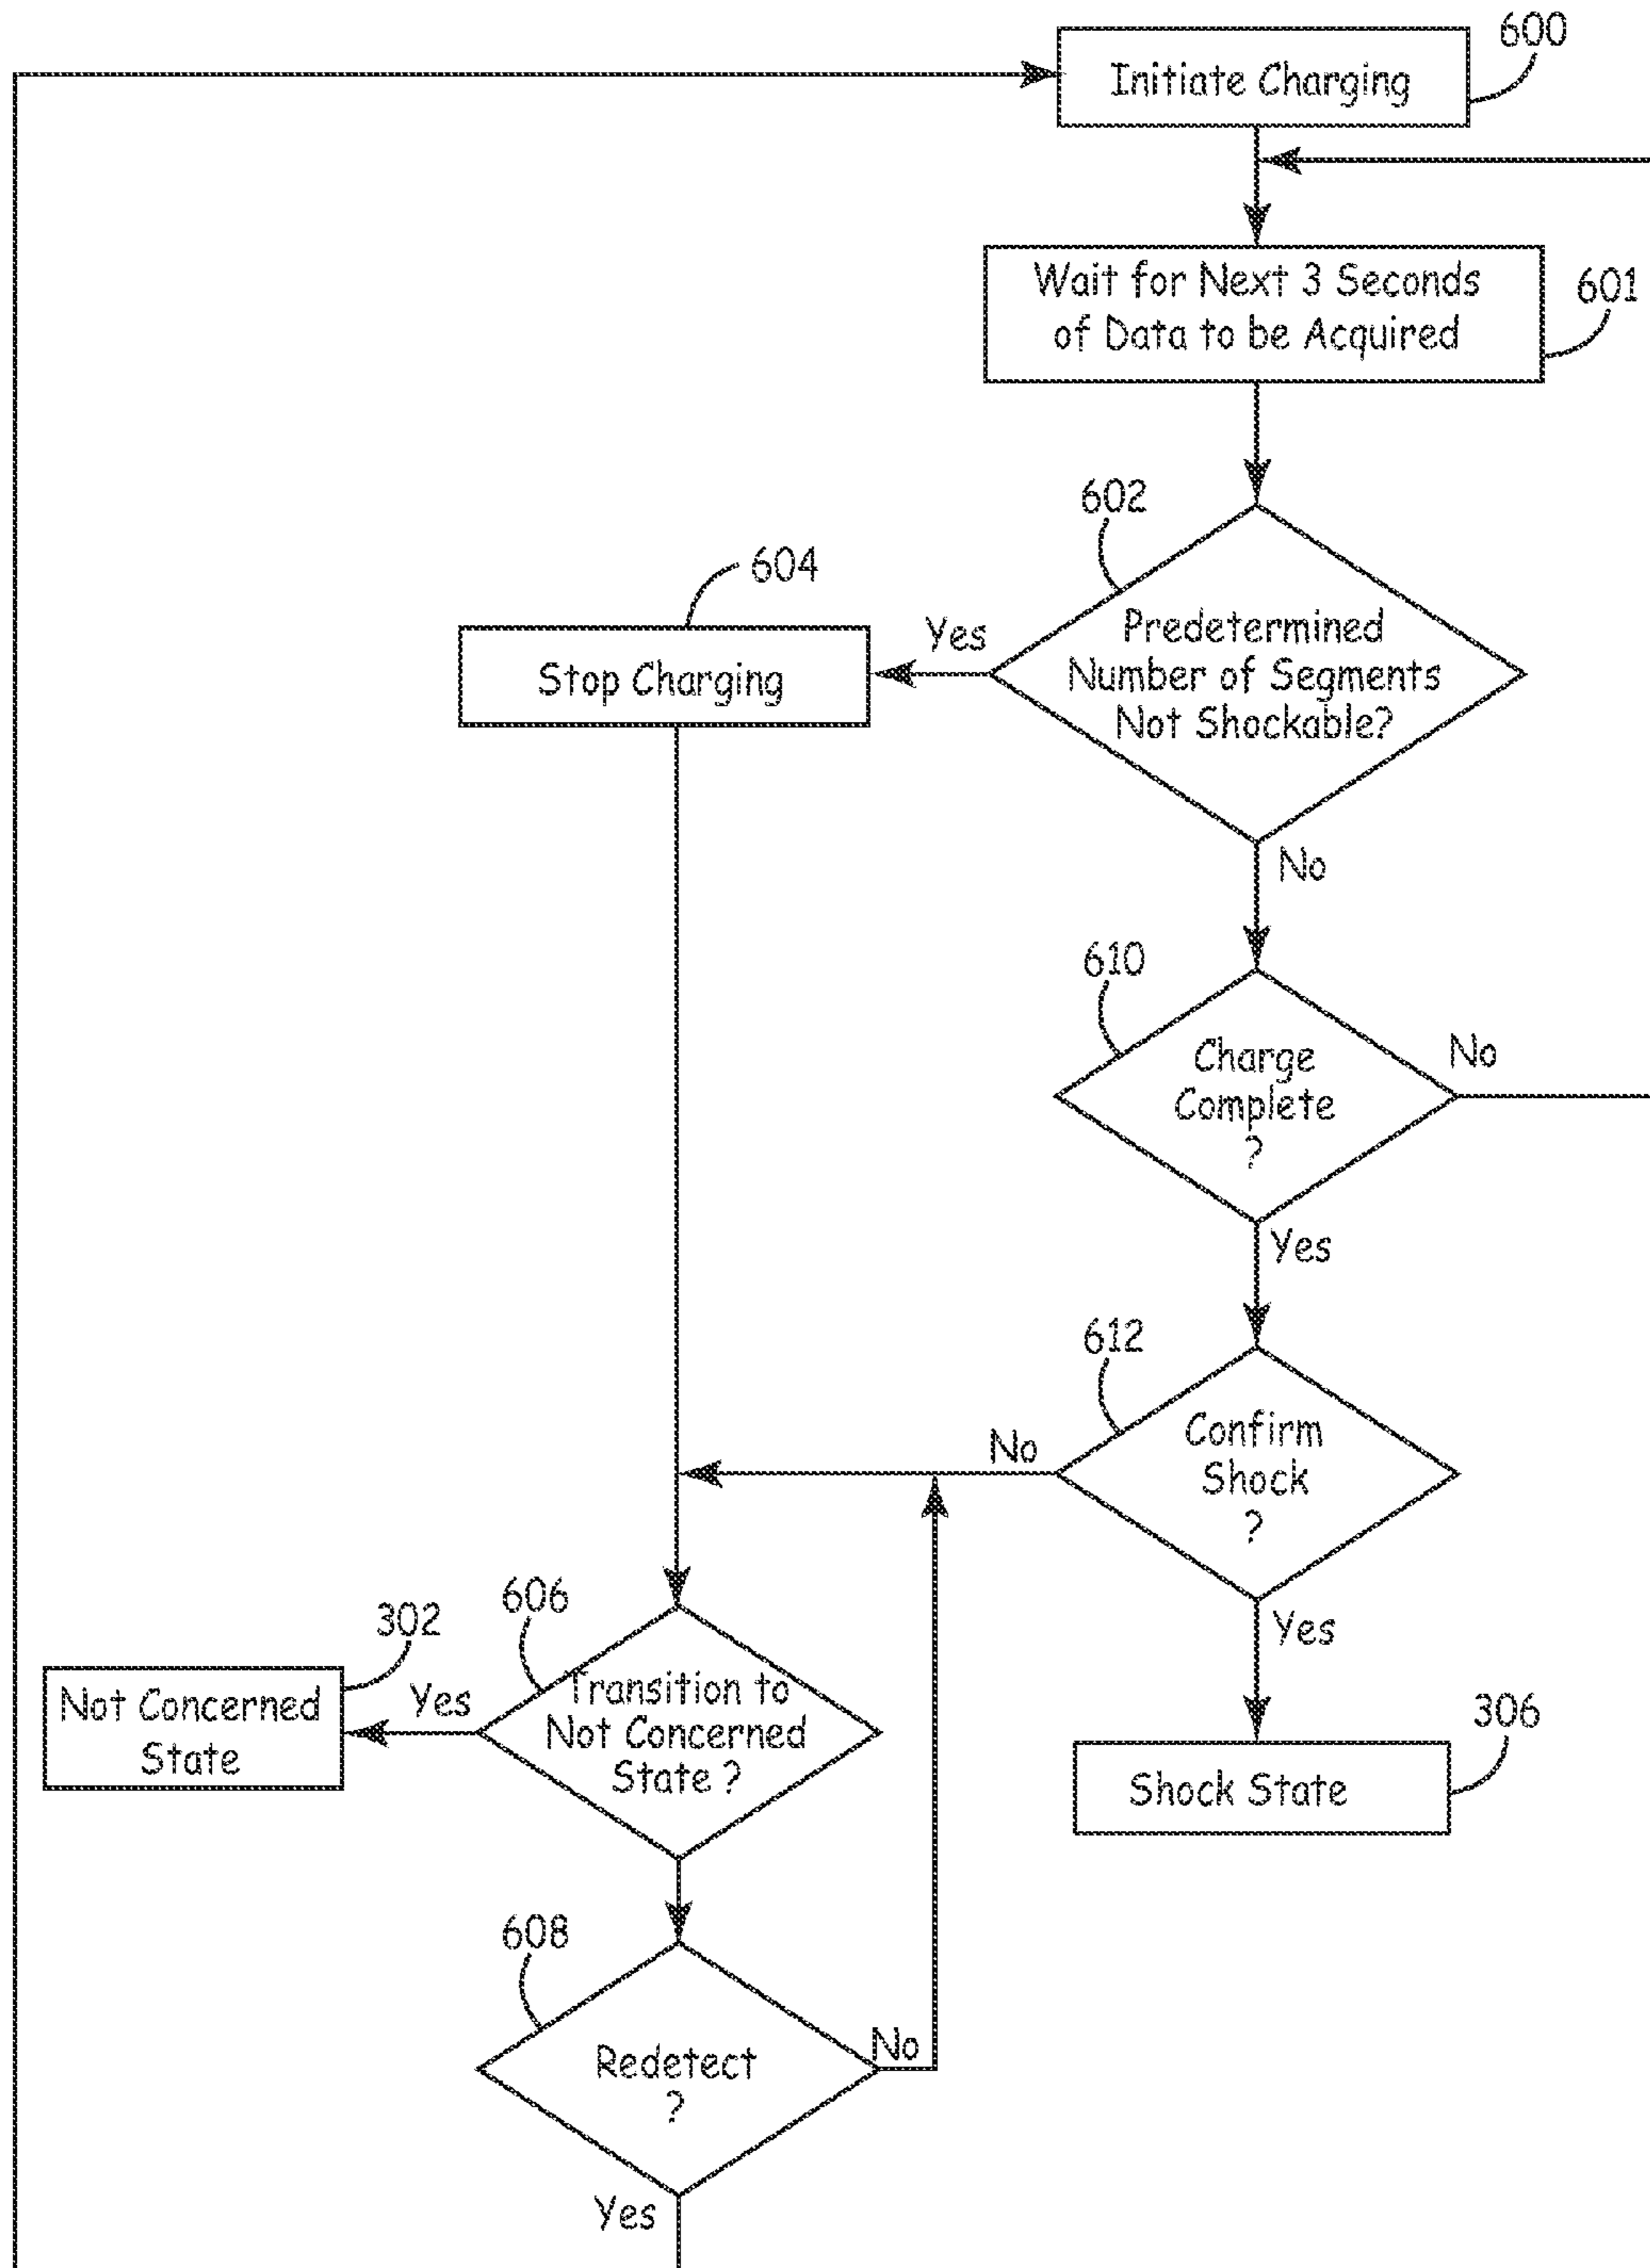 600
Initiate Charging
Wait for Next 3 Seconds
of Data to be Acquired
601
602
604
Predetermined
Number of Segments
Not Shockable?
Yes
Stop Charging
No
610
Charge
Complete
?
No
Yes
612
Confirm
Shock
?
No
Yes
606
302
Transition to
Not Concerned
State ?
Yes
Not Concerned
State
306
Shock State
608
Redetect
?
No
Yes